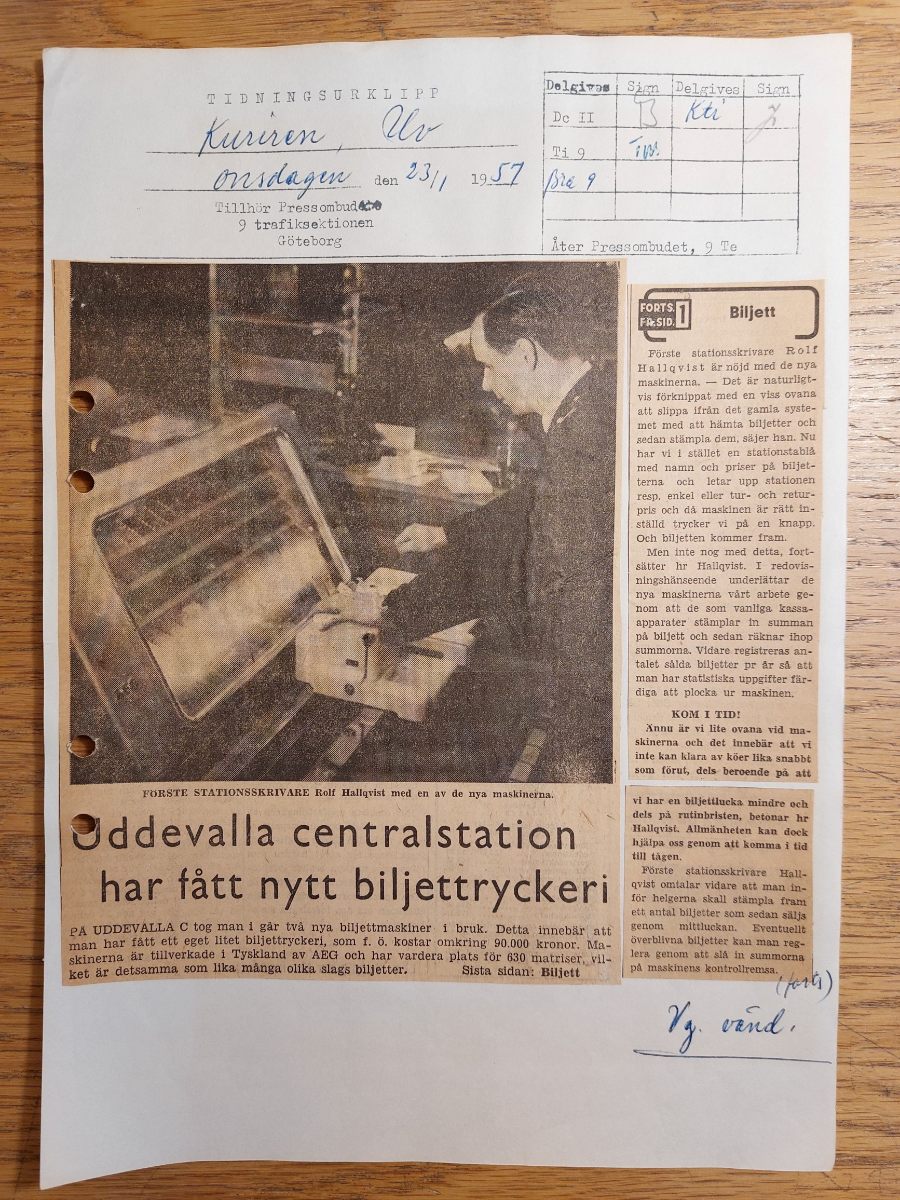 TIDNINGSURKLIPP
Kuriren, Uv
onsdagen den 23/1 1957
Tillhör Pressombudet
9 trafiksektionen
Göteborg
Delgives Sign Delgives Sign
Dc II B Kti
Ti 9
Bra 9
Åter Pressombudet, 9 Te
FÖRSTE STATIONSSKRIVARE Rolf Hallqvist med en av de nya maskinerna.
Uddevalla centralstation
har fått nytt biljettryckeri
PÅ UDDEVALLA C tog man i går två nya biljettmaskiner i bruk. Detta innebär att
man har fått ett eget litet biljettryckeri, som f. ö. kostar omkring 90.000 kronor. Ma-
skinerna är tillverkade i Tyskland av AEG och har vardera plats för 630 matriser, vil-
ket är detsamma som lika många olika slags biljetter. Sista sidan: Biljett
FORTS.
FR. SID. 1 Biljett
Förste stationsskrivare Rolf
Hallqvist är nöjd med de nya
maskinerna. — Det är naturligt-
vis förknippat med en viss ovana
att slippa ifrån det gamla syste-
met med att hämta biljetter och
sedan stämpla dem, säjer han. Nu
har vi i stället en stationstablå
med namn och priser på biljet-
terna och letar upp stationen
resp. enkel eller tur- och retur-
pris och då maskinen är rätt in-
ställd trycker vi på en knapp.
Och biljetten kommer fram.
Men inte nog med detta, fort-
sätter hr Hallqvist. I redovis-
ningshänseende underlättar de
nya maskinerna vårt arbete ge-
nom att de som vanliga kassa-
apparater stämplar in summan
på biljett och sedan räknar ihop
summorna. Vidare registreras an-
talet sålda biljetter pr år så att
man har statistiska uppgifter fär-
diga att plocka ur maskinen.
KOM I TID!
Ännu är vi lite ovana vid ma-
skinerna och det innebär att vi
inte kan klara av köer lika snabbt
som förut, dels beroende på att
vi har en biljettlucka mindre och
dels på rutinbristen, betonar hr
Hallqvist. Allmänheten kan dock
hjälpa oss genom att komma i tid
till tågen.
Förste stationsskrivare Hall-
qvist omtalar vidare att man in-
för helgerna skall stämpla fram
ett antal biljetter som sedan säljs
genom mittluckan. Eventuellt
överblivna biljetter kan man reg-
lera genom att slå in summorna
på maskinens kontrollremsa.
(forts)
Vg. vänd.